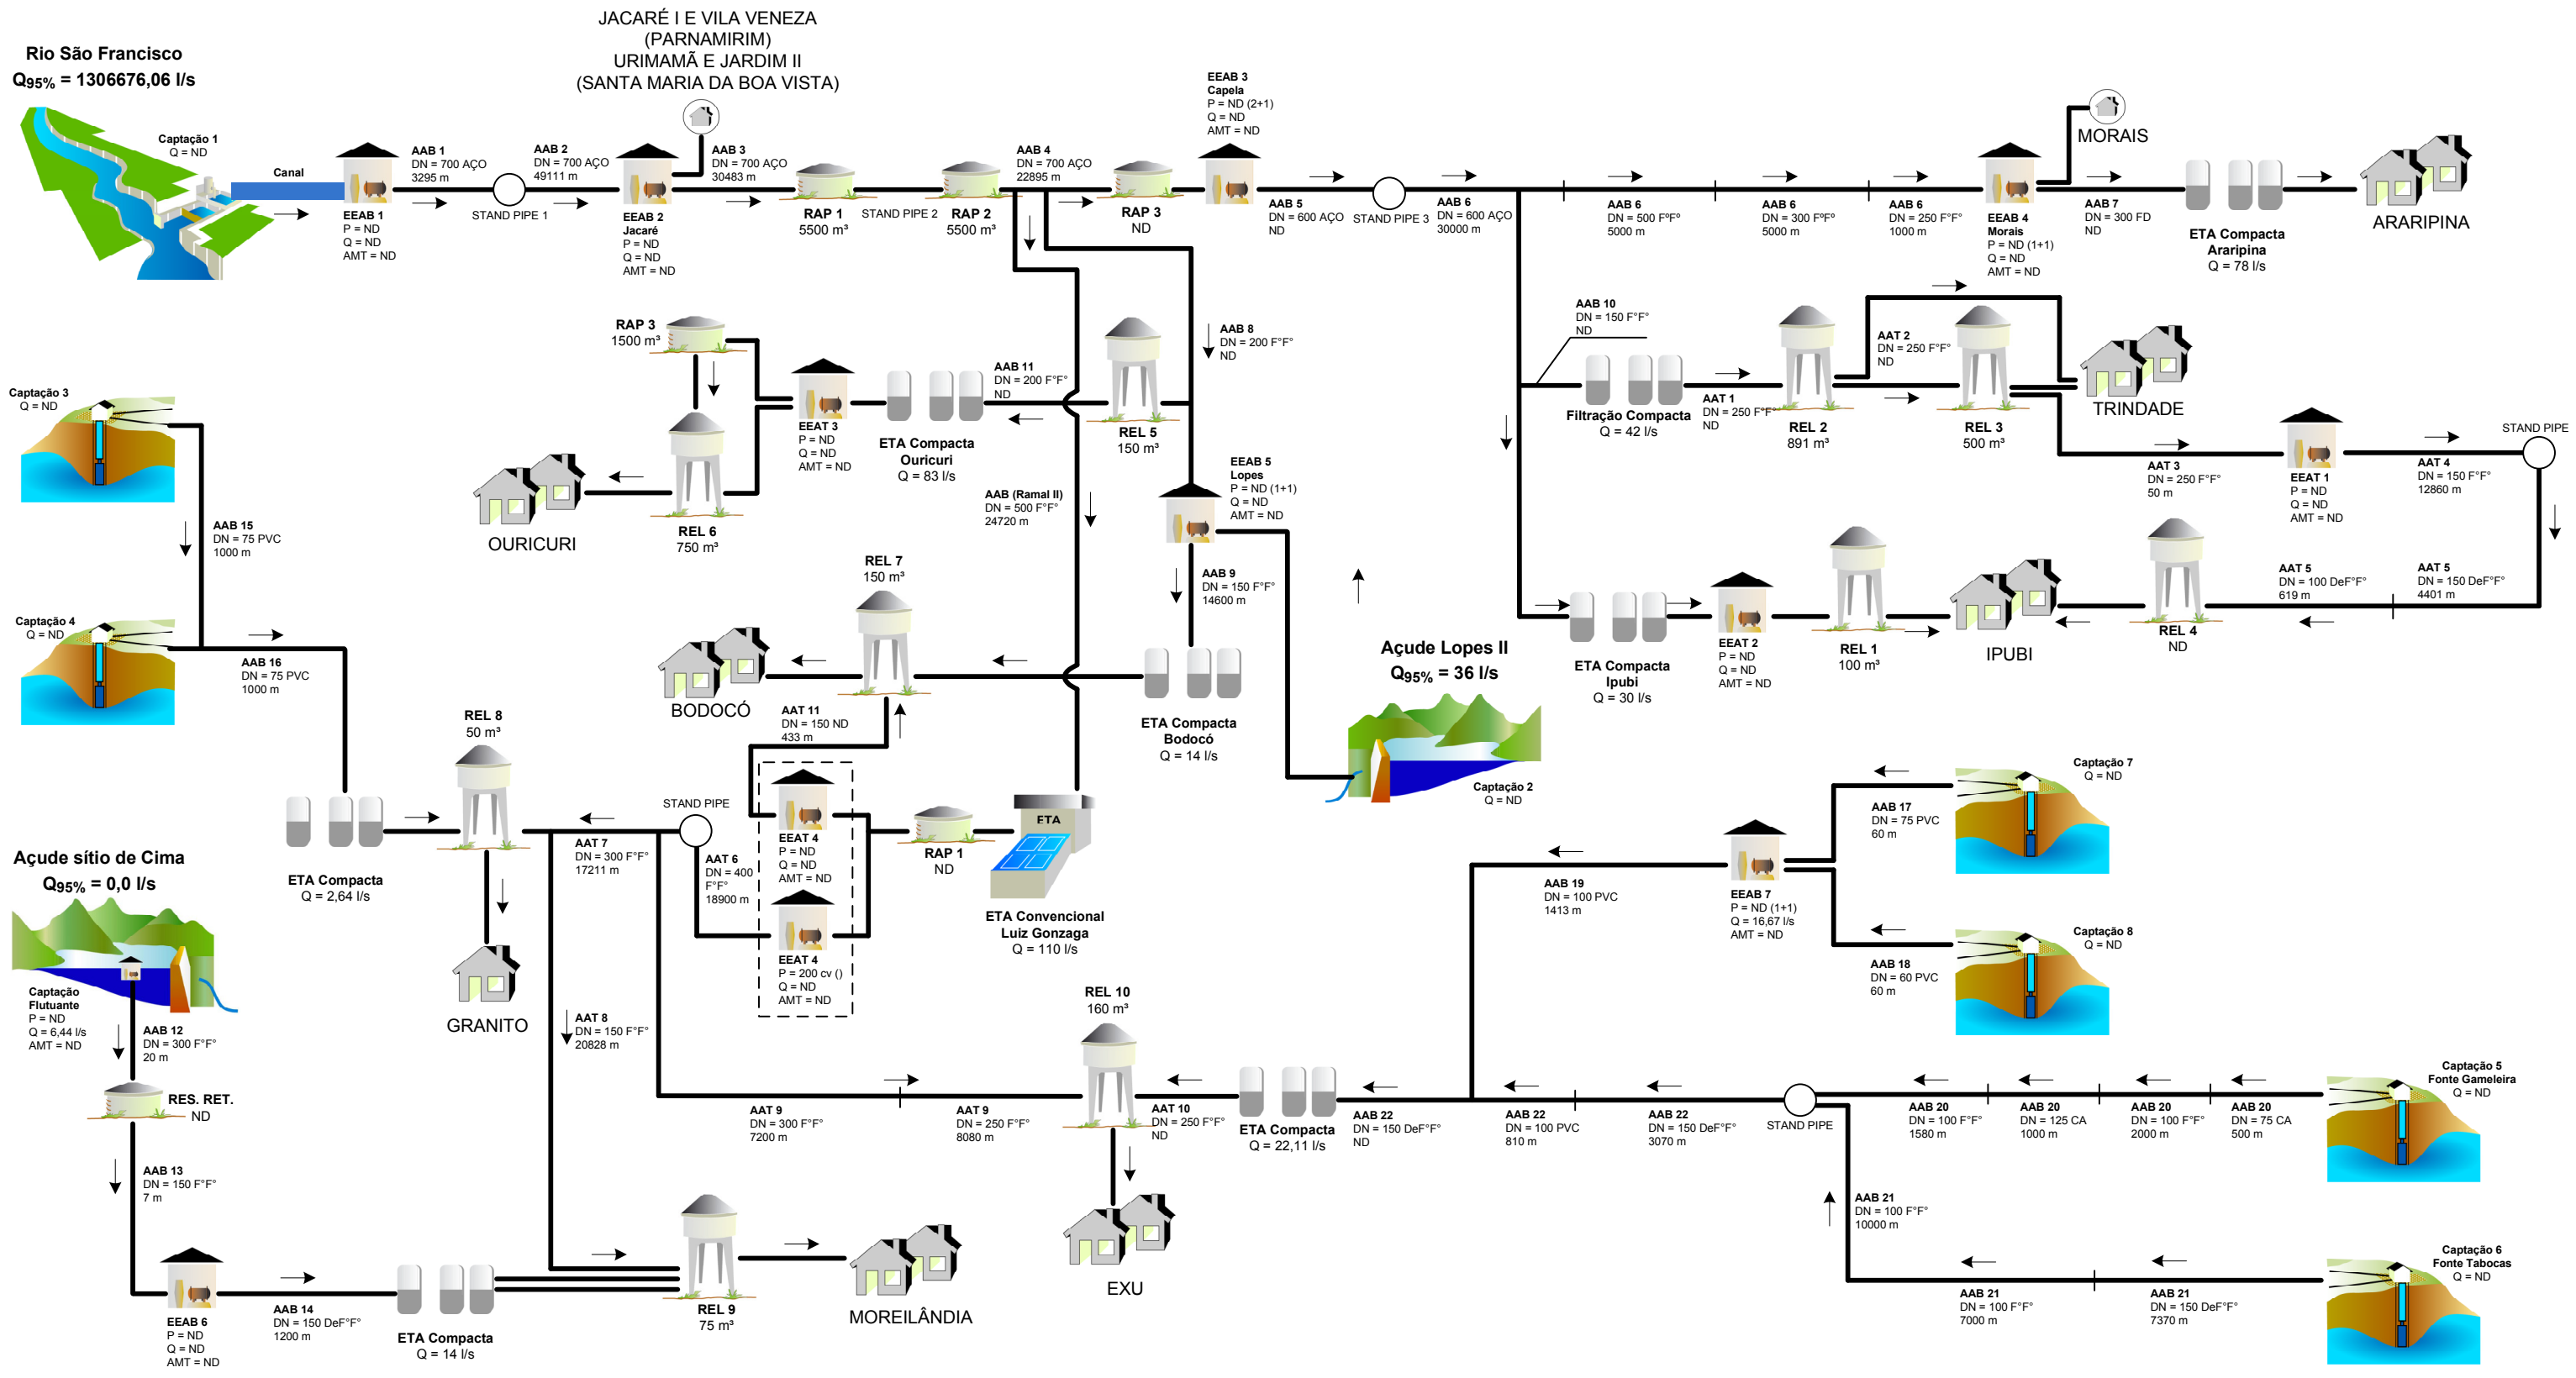 JACARÉ I E VILA VENEZA
(PARNAMIRIM)
URIMAMÃ E JARDIM II
(SANTA MARIA DA BOA VISTA)
Rio São Francisco
Q95% = 1306676,06 l/s
Captação 1
Q = ND
Canal
EEAB 1
P = ND
Q = ND
AMT = ND
AAB 1
DN = 700 AÇO
3295 m
STAND PIPE 1
AAB 2
DN = 700 AÇO
49111 m
EEAB 2
Jacaré
P = ND
Q = ND
AMT = ND
AAB 3
DN = 700 AÇO
30483 m
RAP 1
5500 m³
STAND PIPE 2
RAP 2
5500 m³
AAB 4
DN = 700 AÇO
22895 m
RAP 3
ND
EEAB 3
Capela
P = ND (2+1)
Q = ND
AMT = ND
AAB 5
DN = 600 AÇO
ND
STAND PIPE 3
AAB 6
DN = 600 AÇO
30000 m
AAB 6
DN = 500 FºFº
5000 m
AAB 6
DN = 300 FºFº
5000 m
AAB 6
DN = 250 F°F°
1000 m
EEAB 4
Morais
P = ND (1+1)
Q = ND
AMT = ND
MORAIS
AAB 7
DN = 300 FD
ND
ETA Compacta
Araripina
Q = 78 l/s
ARARIPINA
RAP 3
1500 m³
EEAT 3
P = ND
Q = ND
AMT = ND
ETA Compacta
Ouricuri
Q = 83 l/s
AAB 11
DN = 200 F°F°
ND
REL 5
150 m³
AAB 8
DN = 200 F°F°
ND
OURICURI
REL 6
750 m³
AAB (Ramal II)
DN = 500 F°F°
24720 m
EEAB 5
Lopes
P = ND (1+1)
Q = ND
AMT = ND
AAB 10
DN = 150 F°F°
ND
Filtração Compacta
Q = 42 l/s
AAT 1
DN = 250 F°F°
ND
REL 2
891 m³
AAT 2
DN = 250 F°F°
ND
REL 3
500 m³
TRINDADE
AAT 3
DN = 250 F°F°
50 m
EEAT 1
P = ND
Q = ND
AMT = ND
AAT 4
DN = 150 F°F°
12860 m
STAND PIPE
AAT 5
DN = 100 DeF°F°
619 m
AAT 5
DN = 150 DeF°F°
4401 m
REL 4
ND
IPUBI
REL 1
100 m³
EEAT 2
P = ND
Q = ND
AMT = ND
ETA Compacta
Ipubi
Q = 30 l/s
Captação 3
Q = ND
AAB 15
DN = 75 PVC
1000 m
Captação 4
Q = ND
AAB 16
DN = 75 PVC
1000 m
REL 7
150 m³
BODOCÓ
AAB 9
DN = 150 F°F°
14600 m
ETA Compacta
Bodocó
Q = 14 l/s
Açude Lopes II
Q95% = 36 l/s
Captação 2
Q = ND
AAT 11
DN = 150 ND
433 m
REL 8
50 m³
ETA Compacta
Q = 2,64 l/s
GRANITO
STAND PIPE
AAT 7
DN = 300 F°F°
17211 m
AAT 6
DN = 400
F°F°
18900 m
EEAT 4
P = ND
Q = ND
AMT = ND
EEAT 4
P = 200 cv ()
Q = ND
AMT = ND
RAP 1
ND
ETA
ETA Convencional
Luiz Gonzaga
Q = 110 l/s
Açude sítio de Cima
Q95% = 0,0 l/s
Captação
Flutuante
P = ND
Q = 6,44 l/s
AMT = ND
AAB 12
DN = 300 F°F°
20 m
RES. RET.
ND
AAB 13
DN = 150 F°F°
7 m
EEAB 6
P = ND
Q = ND
AMT = ND
AAB 14
DN = 150 DeF°F°
1200 m
ETA Compacta
Q = 14 l/s
AAT 8
DN = 150 F°F°
20828 m
REL 9
75 m³
MOREILÂNDIA
AAT 9
DN = 300 F°F°
7200 m
AAT 9
DN = 250 F°F°
8080 m
REL 10
160 m³
EXU
AAT 10
DN = 250 F°F°
ND
ETA Compacta
Q = 22,11 l/s
AAB 22
DN = 150 DeF°F°
ND
AAB 22
DN = 100 PVC
810 m
AAB 22
DN = 150 DeF°F°
3070 m
STAND PIPE
AAB 19
DN = 100 PVC
1413 m
EEAB 7
P = ND (1+1)
Q = 16,67 l/s
AMT = ND
AAB 17
DN = 75 PVC
60 m
Captação 7
Q = ND
AAB 18
DN = 60 PVC
60 m
Captação 8
Q = ND
AAB 20
DN = 100 F°F°
1580 m
AAB 20
DN = 125 CA
1000 m
AAB 20
DN = 100 F°F°
2000 m
AAB 20
DN = 75 CA
500 m
Captação 5
Fonte Gameleira
Q = ND
AAB 21
DN = 100 F°F°
10000 m
AAB 21
DN = 100 F°F°
7000 m
AAB 21
DN = 150 DeF°F°
7370 m
Captação 6
Fonte Tabocas
Q = ND